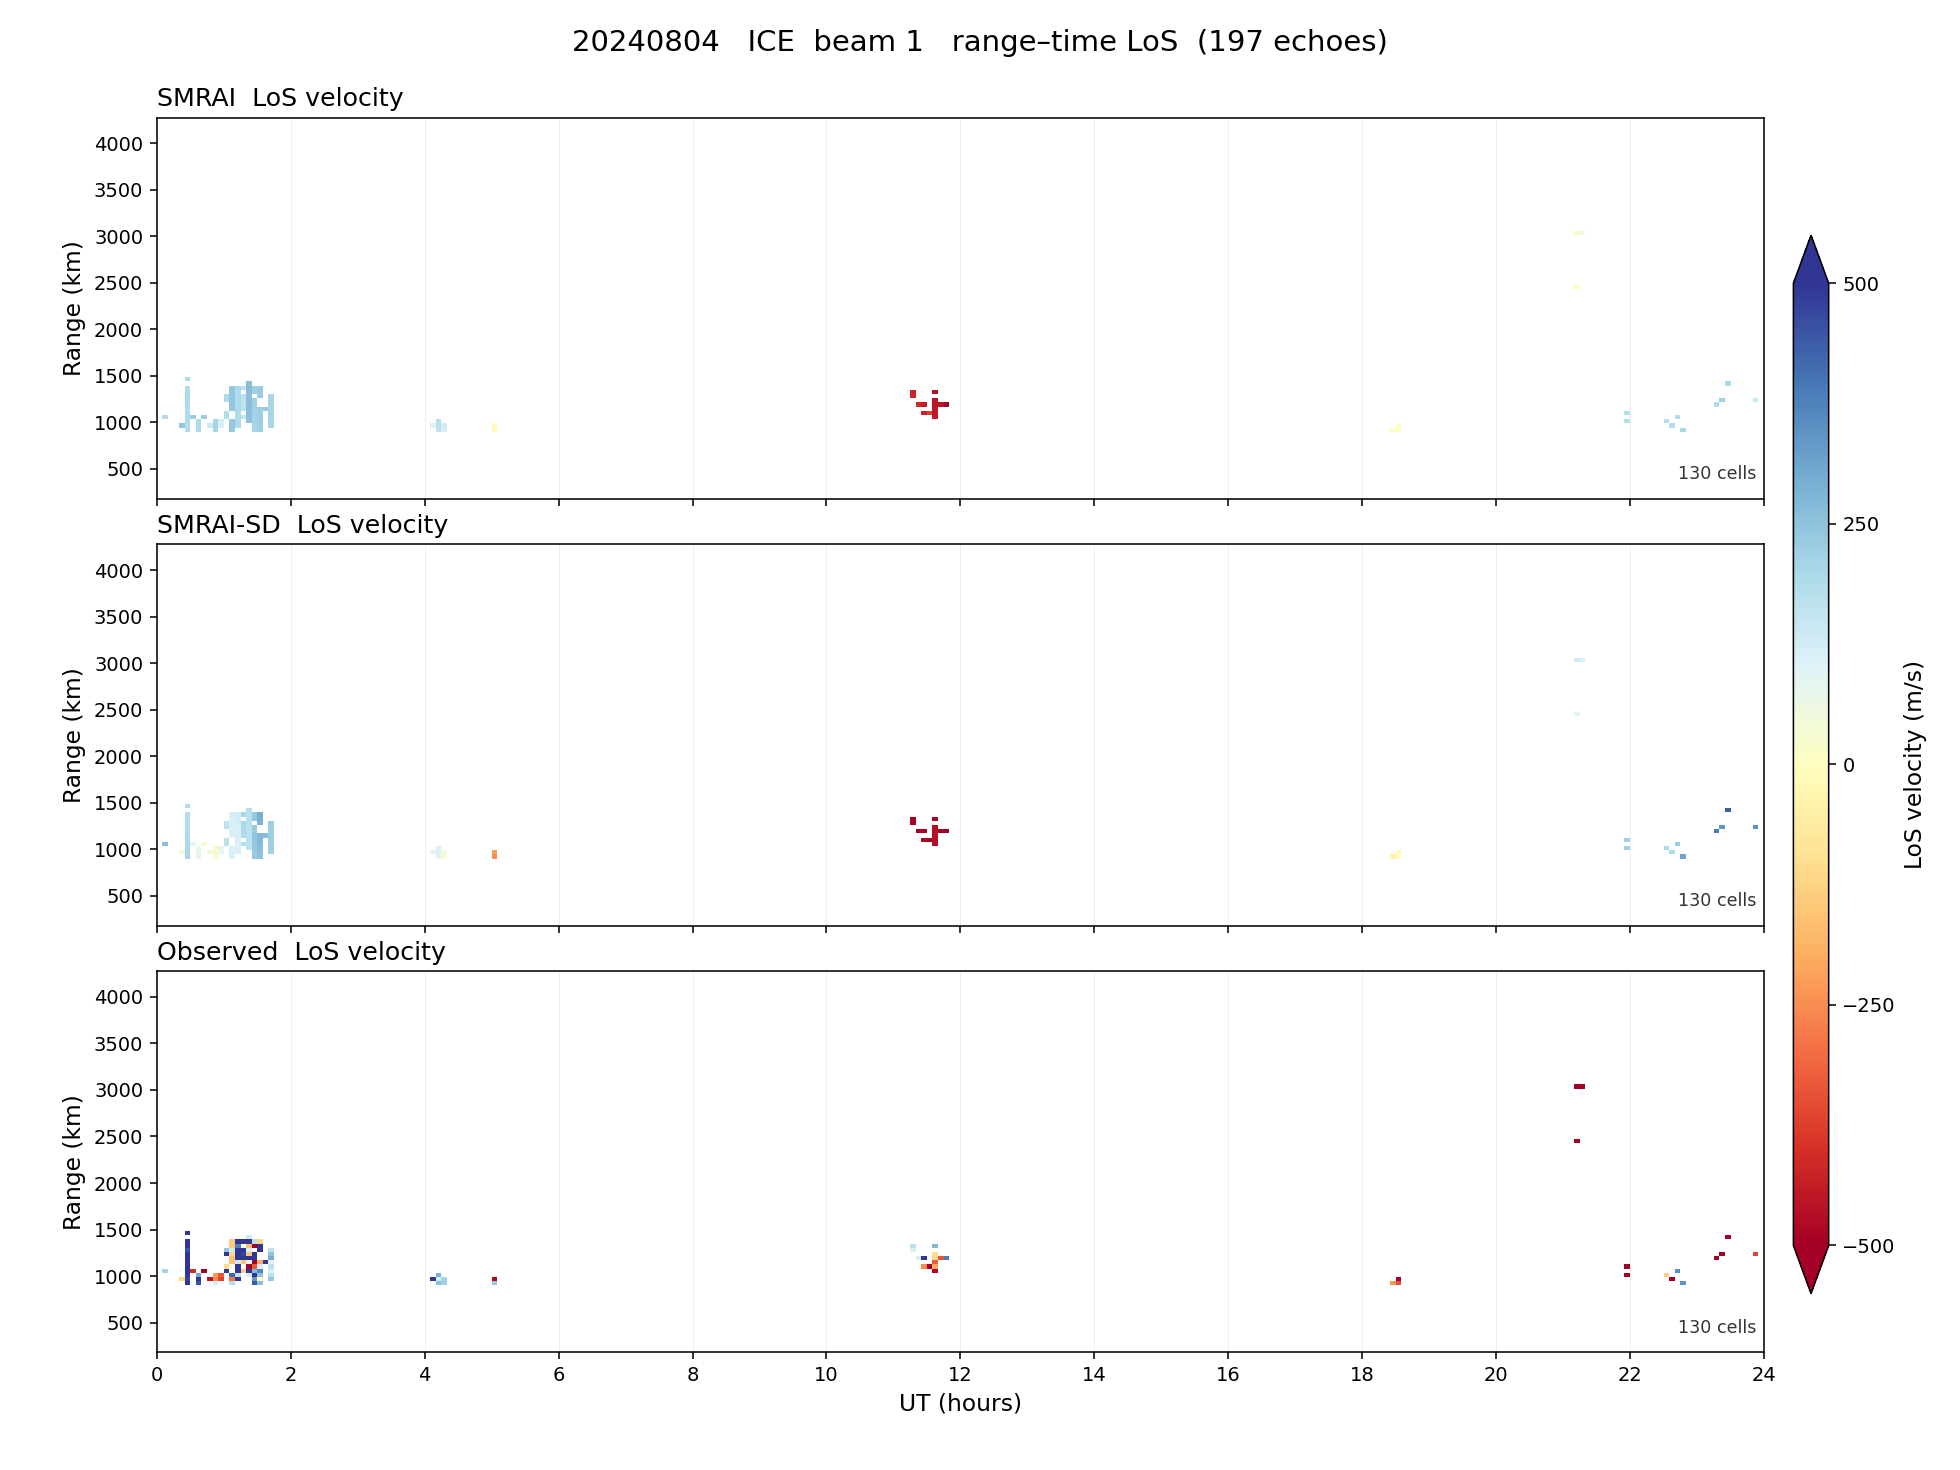 20240804   ICE  beam 1   range–time LoS  (197 echoes)
SMRAI  LoS velocity
4000
3500
3000
2500
2000
1500
1000
500
Range (km)
130 cells
SMRAI-SD  LoS velocity
4000
3500
3000
2500
2000
1500
1000
500
Range (km)
130 cells
Observed  LoS velocity
4000
3500
3000
2500
2000
1500
1000
500
Range (km)
130 cells
0 2 4 6 8 10 12 14 16 18 20 22 24
UT (hours)
500
250
0
−250
−500
LoS velocity (m/s)